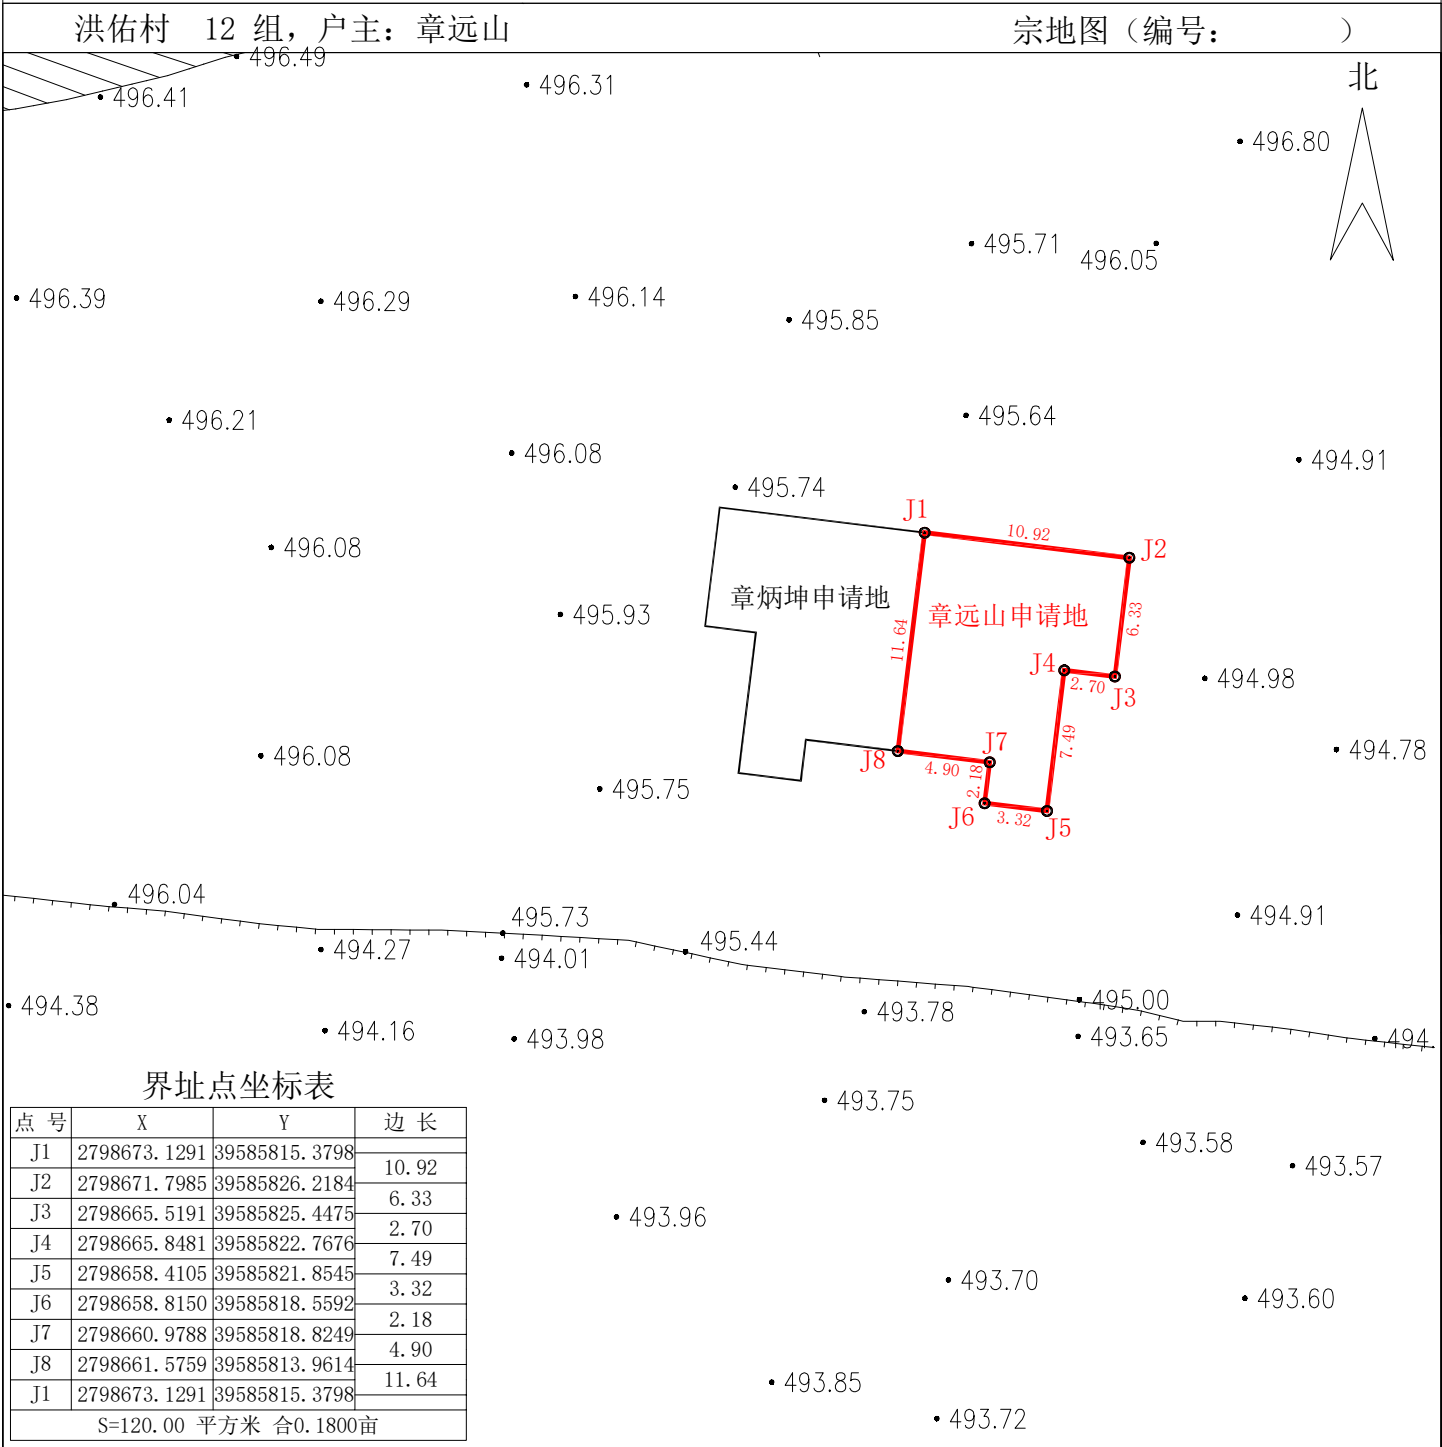 洪佑村 12 组，户主：章远山 宗地图（编号： ）
北
496.49
496.41
496.31
496.80
495.71
496.05
496.39
496.29
496.14
495.85
496.21
496.08
495.64
494.91
495.74
496.08
495.93
494.98
494.78
496.08
495.75
J1
10.92
J2
章炳坤申请地
章远山申请地
6.33
11.64
J4
2.70
J3
7.49
J7
J8
4.90
2.18
J6
3.32
J5
496.04
495.73
494.27
494.01
495.44
494.91
494.38
494.16
493.98
493.78
495.00
493.65
494
493.75
493.58
493.57
493.96
493.70
493.60
493.85
493.72
界址点坐标表
点 号 X Y 边 长
J1 2798673.1291 39585815.3798
10.92
J2 2798671.7985 39585826.2184
6.33
J3 2798665.5191 39585825.4475
2.70
J4 2798665.8481 39585822.7676
7.49
J5 2798658.4105 39585821.8545
3.32
J6 2798658.8150 39585818.5592
2.18
J7 2798660.9788 39585818.8249
4.90
J8 2798661.5759 39585813.9614
11.64
J1 2798673.1291 39585815.3798
S=120.00 平方米 合0.1800亩